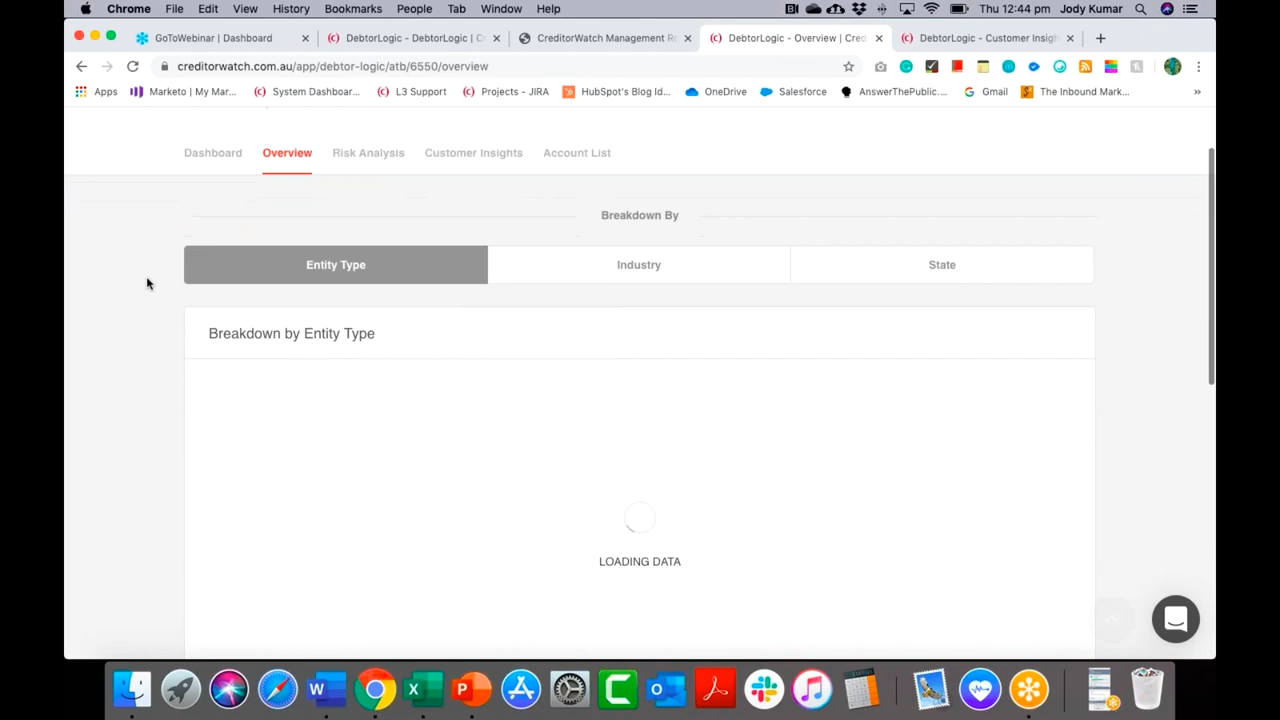 Chrome File Edit View History Bookmarks People Tab Window Help Thu 12:44 pm Jody Kumar
GoToWebinar | Dashboard DebtorLogic - DebtorLogic | C CreditorWatch Management R DebtorLogic - Overview | Cred DebtorLogic - Customer Insigh
creditorwatch.com.au/app/debtor-logic/atb/6550/overview
Apps Marketo | My Mar... System Dashboar... L3 Support Projects - JIRA HubSpot's Blog Id... OneDrive Salesforce AnswerThePublic.... Gmail The Inbound Mark... »
Dashboard Overview Risk Analysis Customer Insights Account List
Breakdown By
Entity Type Industry State
Breakdown by Entity Type
LOADING DATA